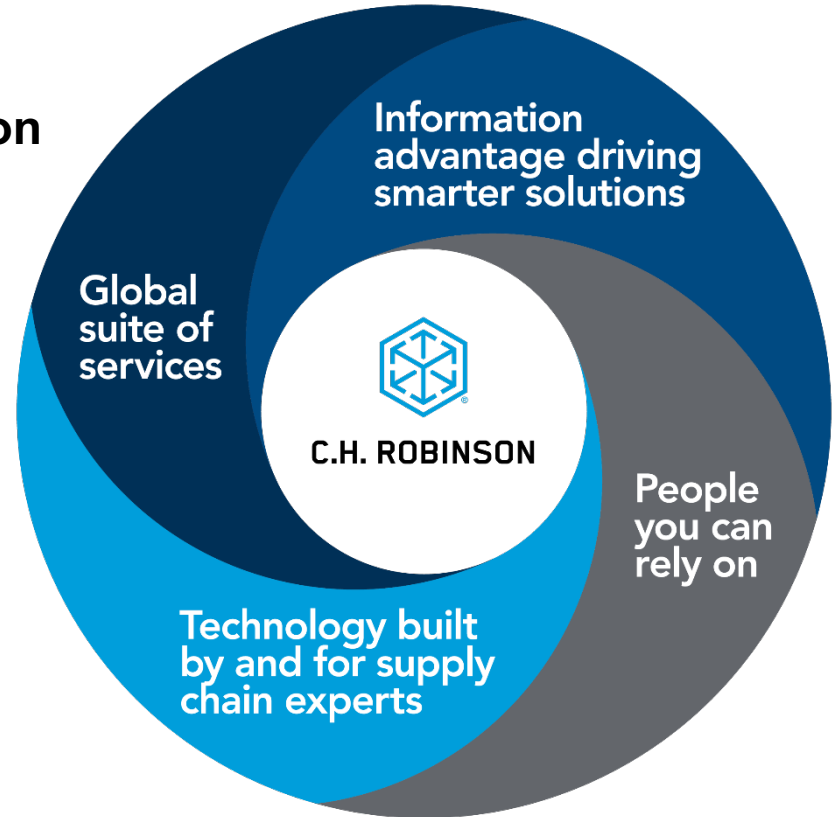 on
Information
advantage driving
smarter solutions
Global
suite of
services
C.H. ROBINSON
People
you can
rely on
Technology built
by and for supply
chain experts